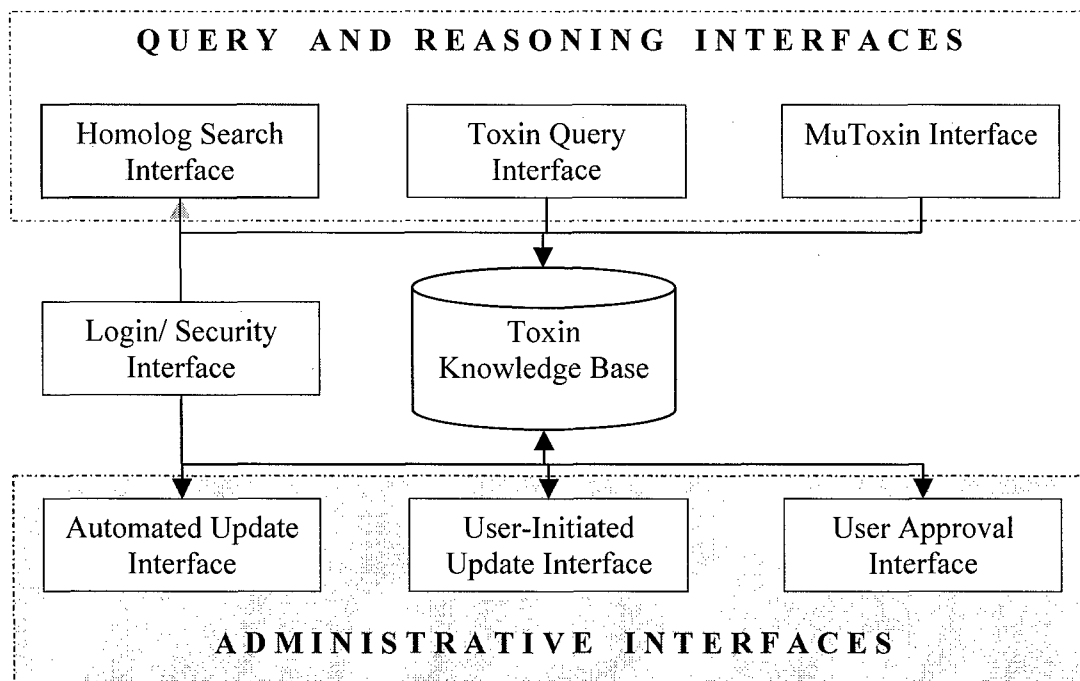 QUERY AND REASONING INTERFACES
Homolog Search
Interface
Toxin Query
Interface
MuToxin Interface
Login/ Security
Interface
Toxin
Knowledge Base
Automated Update
Interface
User-Initiated
Update Interface
User Approval
Interface
ADMINISTRATIVE INTERFACES